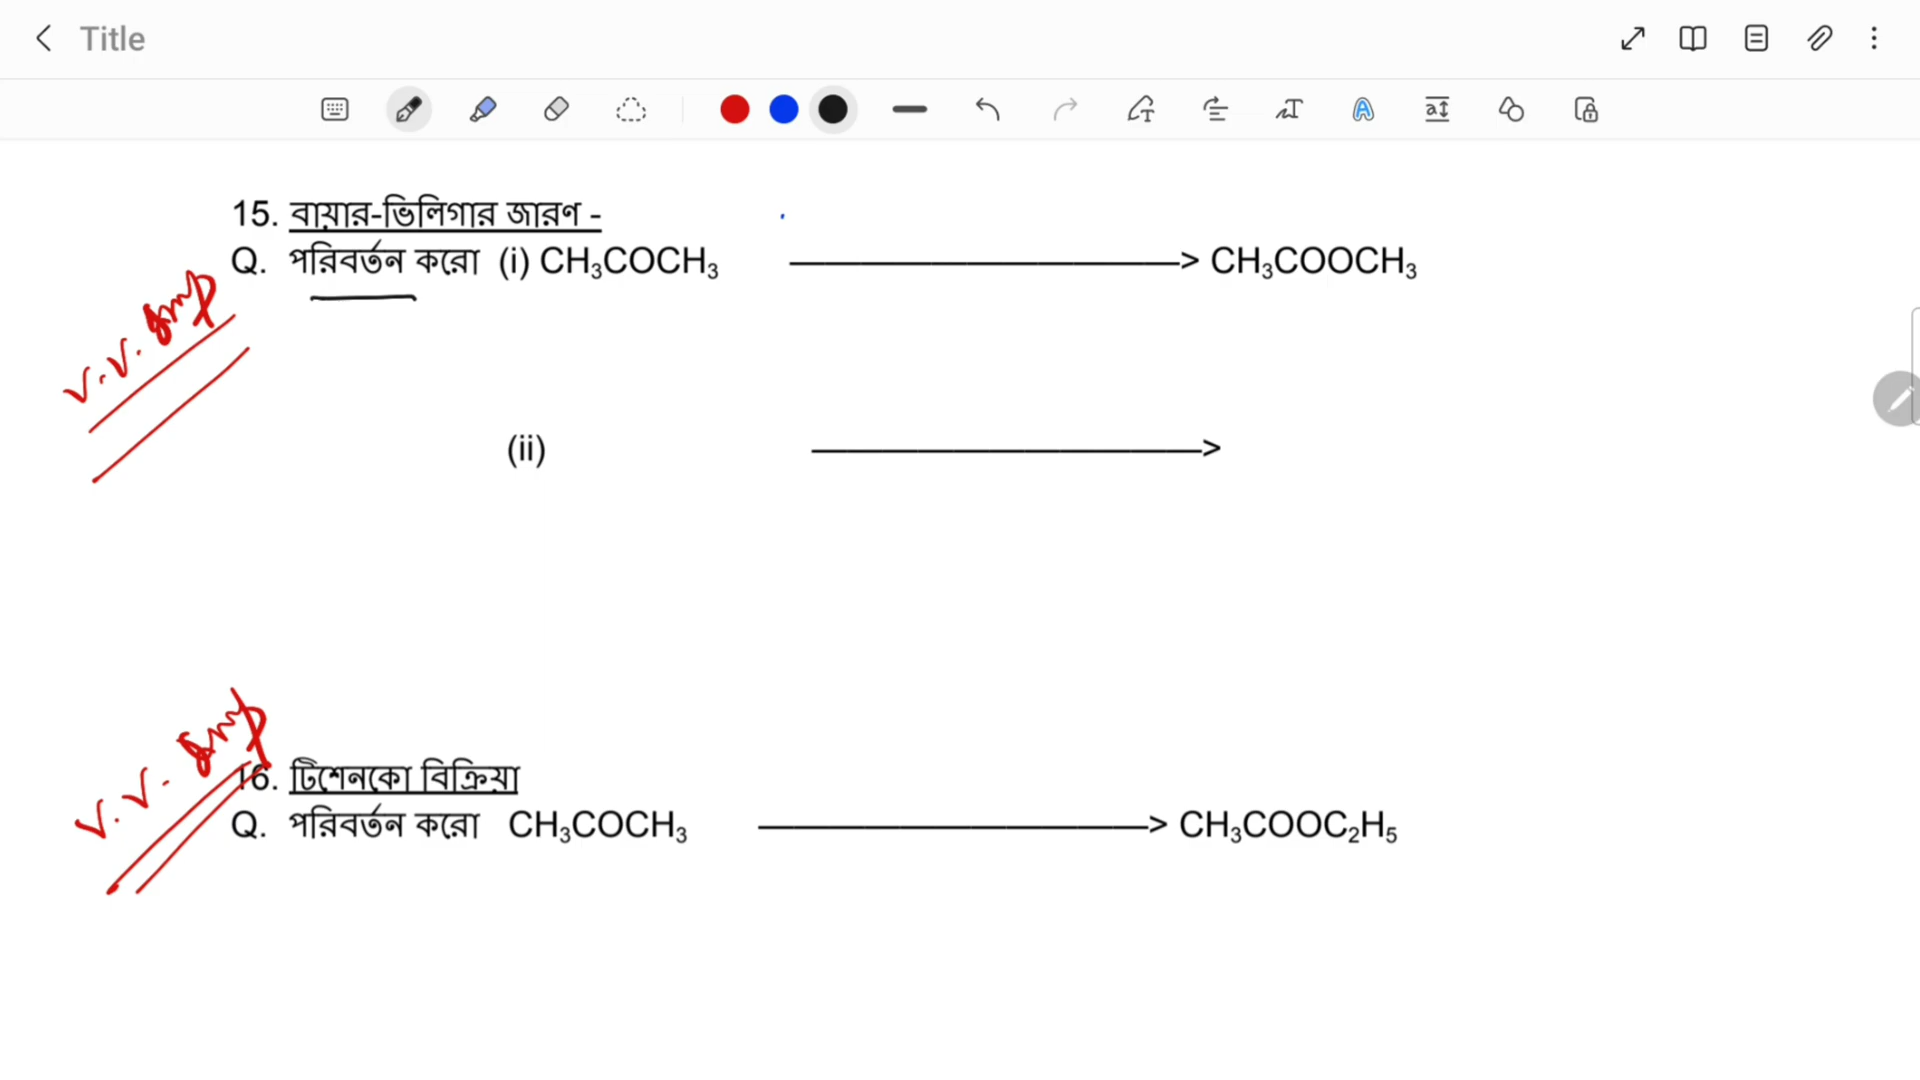 Title
15. বায়ার-ভিলিগার জারণ -
Q. পরিবর্তন করো (i) CH₃COCH₃ ———————————> CH₃COOCH₃
V.V. Imp
(ii) ———————————>
V.V. Imp
16. টিশেনকো বিক্রিয়া
Q. পরিবর্তন করো CH₃COCH₃ ———————————> CH₃COOC₂H₅